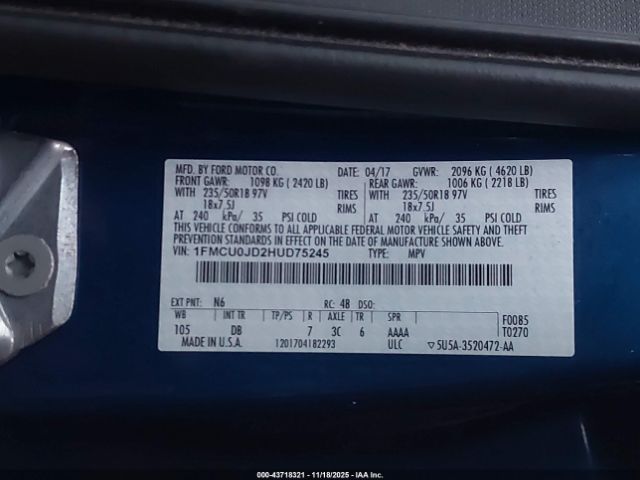 MFD. BY FORD MOTOR CO. DATE: 04/17 GVWR: 2096 KG ( 4620 LB)
FRONT GAWR: 1098 KG ( 2420 LB) REAR GAWR: 1006 KG ( 2218 LB)
WITH 235/50R18 97V TIRES WITH 235/50R18 97V TIRES
18x7.5J RIMS 18x7.5J RIMS
AT 240 kPa/ 35 PSI COLD AT 240 kPa/ 35 PSI COLD
THIS VEHICLE CONFORMS TO ALL APPLICABLE FEDERAL MOTOR VEHICLE SAFETY AND THEFT
PREVENTION STANDARDS IN EFFECT ON THE DATE OF MANUFACTURE SHOWN ABOVE.
VIN: 1FMCU0JD2HUD75245 TYPE: MPV
EXT PNT: N6 RC: 48 DSO:
WB INT TR TP/PS R AXLE TR SPR F0085
105 DB 7 3C 6 AAAA T0270
MADE IN U.S.A. 1201704182293 ULC ▽5U5A-3520472-AA
000-43718321 - 11/18/2025 - IAA Inc.